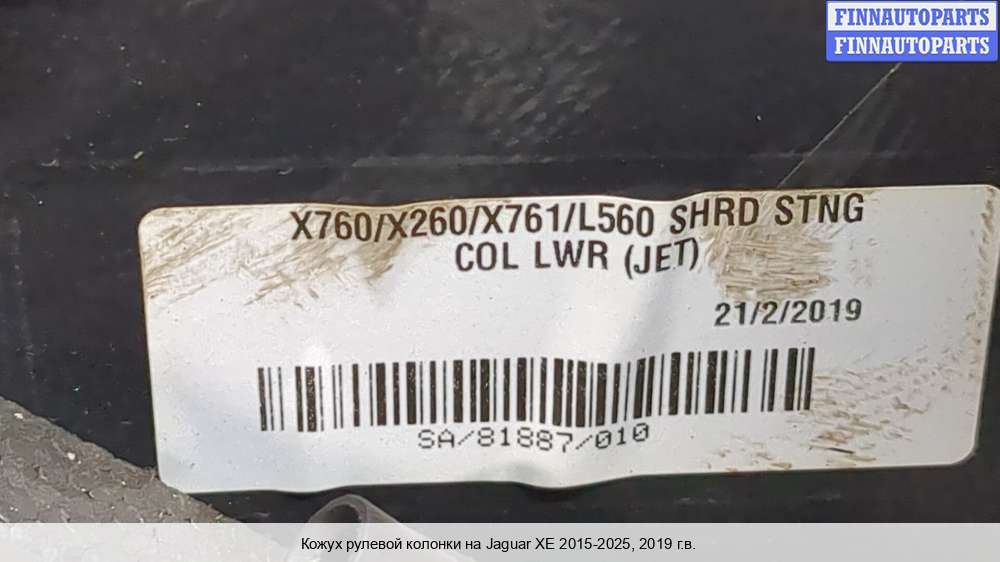 FINNAUTOPARTS
FINNAUTOPARTS
X760/X260/X761/L560 SHRD STNG
COL LWR (JET)
21/2/2019
SA/81887/010
Кожух рулевой колонки на Jaguar XE 2015-2025, 2019 г.в.